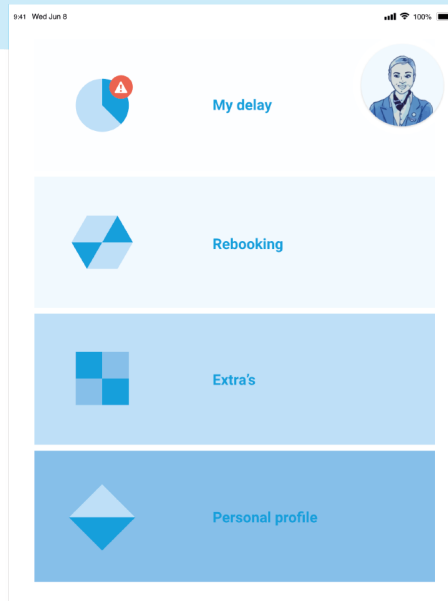 9:41 Wed Jun 8
100%
My delay
Rebooking
Extra's
Personal profile